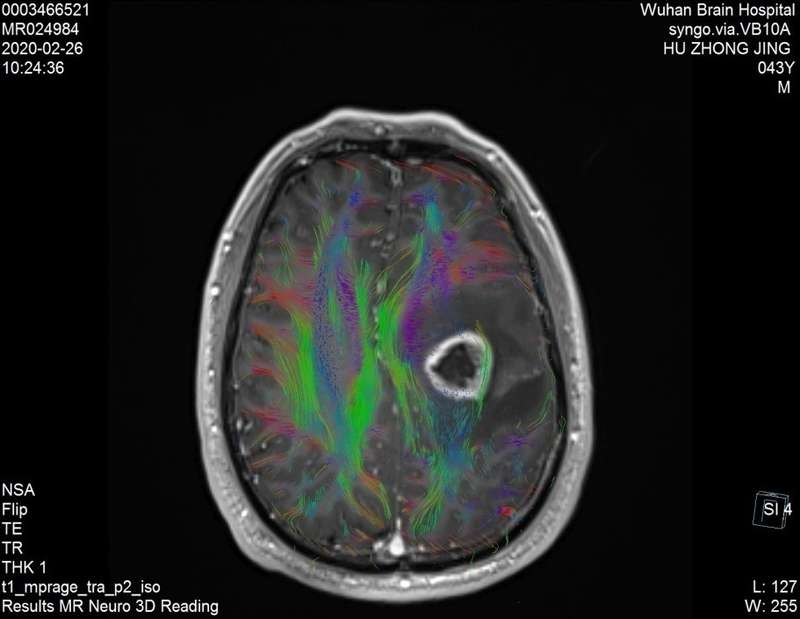 0003466521
MR024984
2020-02-26
10:24:36
Wuhan Brain Hospital
syngo.via.VB10A
HU ZHONG JING
043Y
M
NSA
Flip
TE
TR
THK 1
t1_mprage_tra_p2_iso
Results MR Neuro 3D Reading
SI 4
L: 127
W: 255